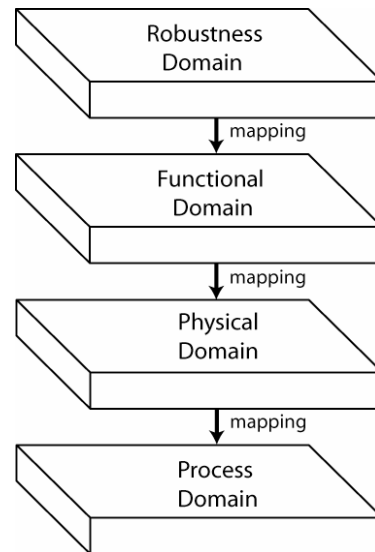 Robustness
Domain
mapping
Functional
Domain
mapping
Physical
Domain
mapping
Process
Domain